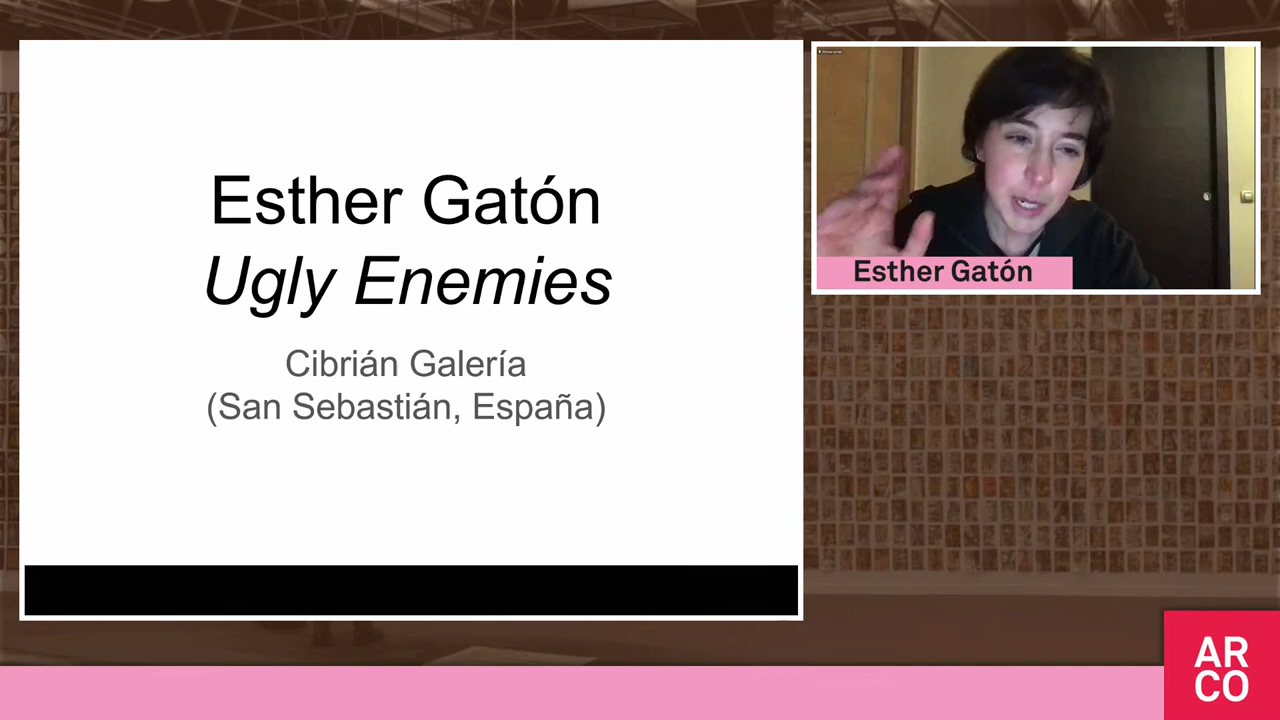 Esther Gatón
Ugly Enemies
Cibrián Galería
(San Sebastián, España)
Esther Gatón
AR
CO